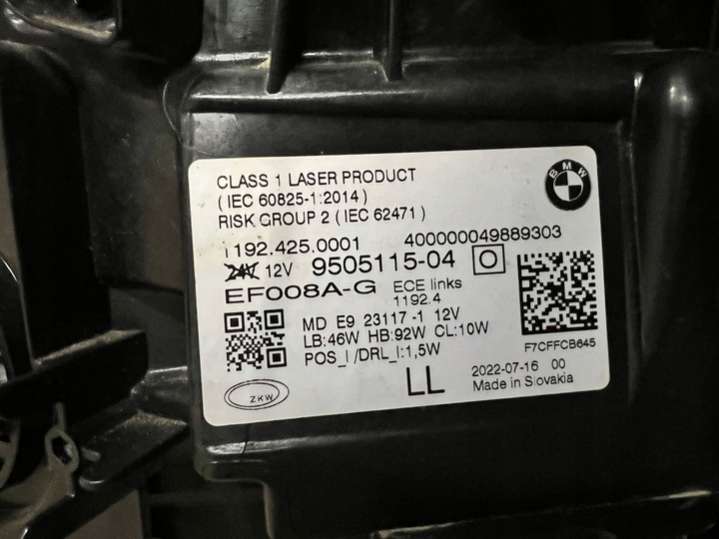 CLASS 1 LASER PRODUCT
( IEC 60825-1:2014 )
RISK GROUP 2 ( IEC 62471 )
BMW
1192.425.0001 400000049889303
24V 12V 9505115-04 O
EF008A-G ECE links
1192.4
MD E9 23117 -1 12V
LB:46W HB:92W CL:10W
POS_I /DRL_I:1,5W
F7CFFCB645
ZKW
LL
2022-07-16 00
Made in Slovakia